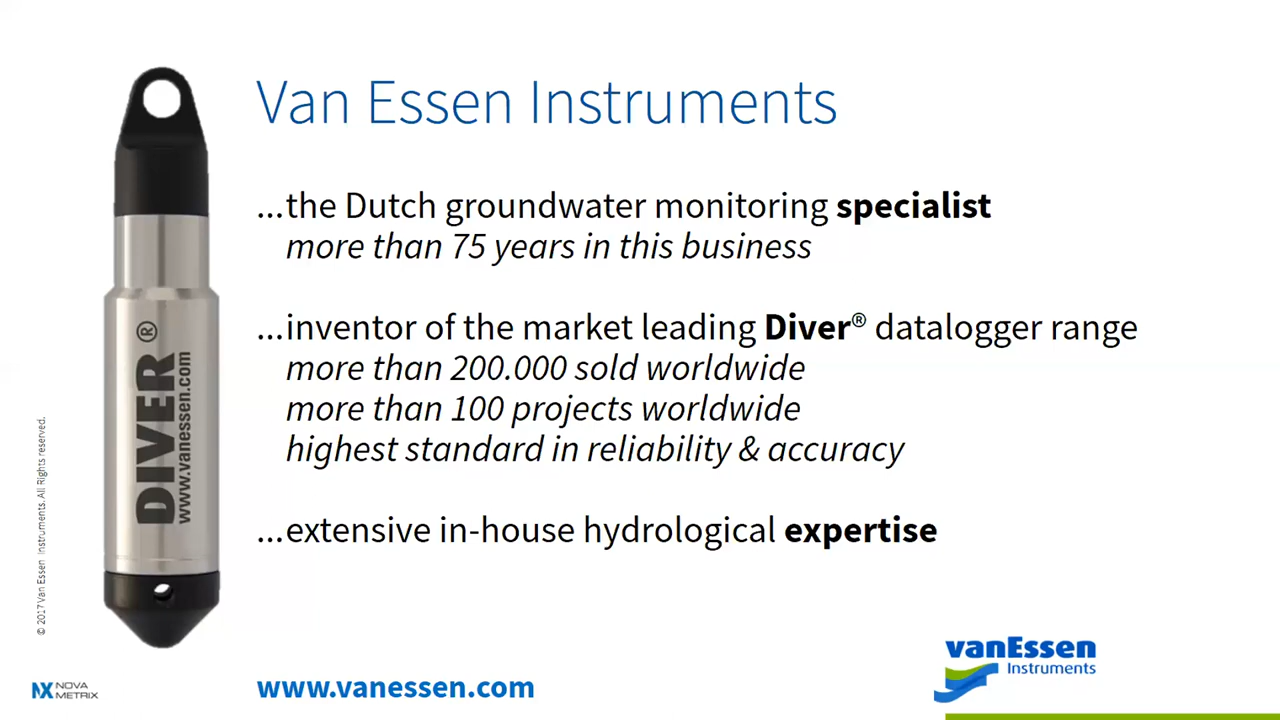 Van Essen Instruments
...the Dutch groundwater monitoring specialist
more than 75 years in this business
...inventor of the market leading Diver® datalogger range
more than 200.000 sold worldwide
more than 100 projects worldwide
highest standard in reliability & accuracy
...extensive in-house hydrological expertise
DIVER®
www.vanessen.com
© 2017 Van Essen Instruments. All Rights reserved.
NX NOVA
METRIX
www.vanessen.com
vanEssen
Instruments